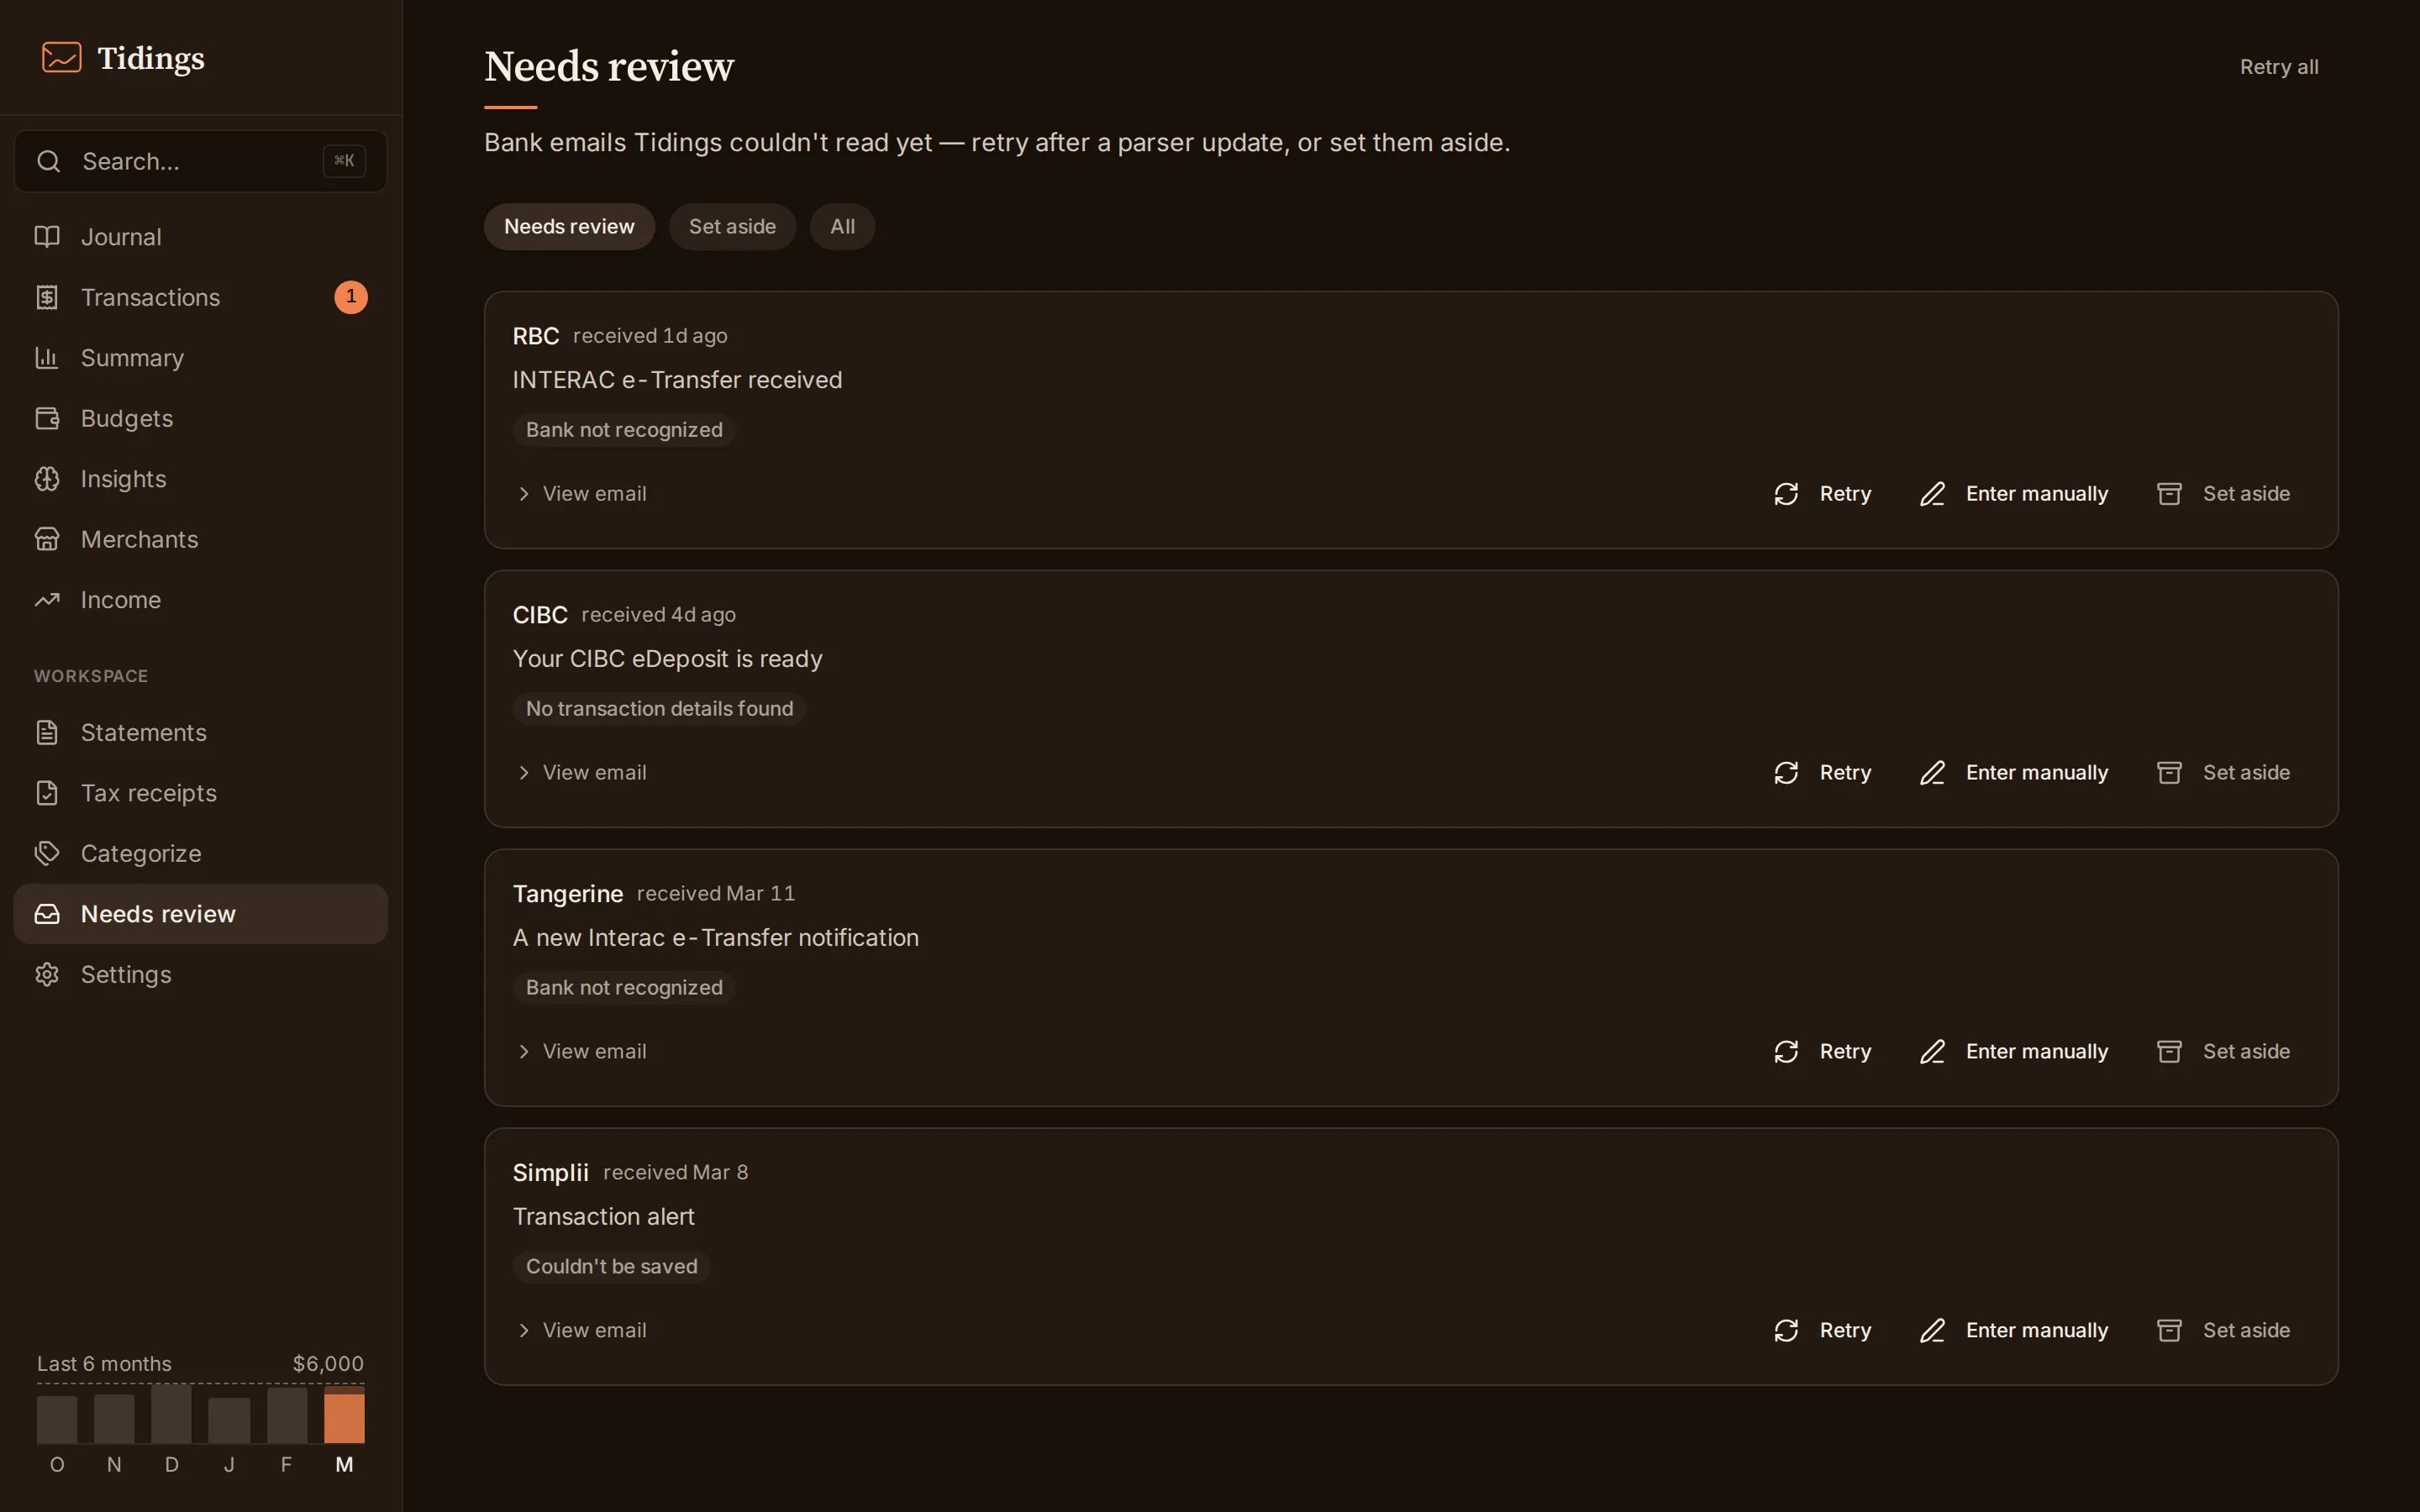 Tidings
Search...
⌘K
Journal
Transactions
1
Summary
Budgets
Insights
Merchants
Income
WORKSPACE
Statements
Tax receipts
Categorize
Needs review
Settings
Last 6 months
$6,000
O N D J F M
Needs review
Retry all
Bank emails Tidings couldn't read yet — retry after a parser update, or set them aside.
Needs review
Set aside
All
RBC received 1d ago
INTERAC e-Transfer received
Bank not recognized
View email
Retry
Enter manually
Set aside
CIBC received 4d ago
Your CIBC eDeposit is ready
No transaction details found
View email
Retry
Enter manually
Set aside
Tangerine received Mar 11
A new Interac e-Transfer notification
Bank not recognized
View email
Retry
Enter manually
Set aside
Simplii received Mar 8
Transaction alert
Couldn't be saved
View email
Retry
Enter manually
Set aside